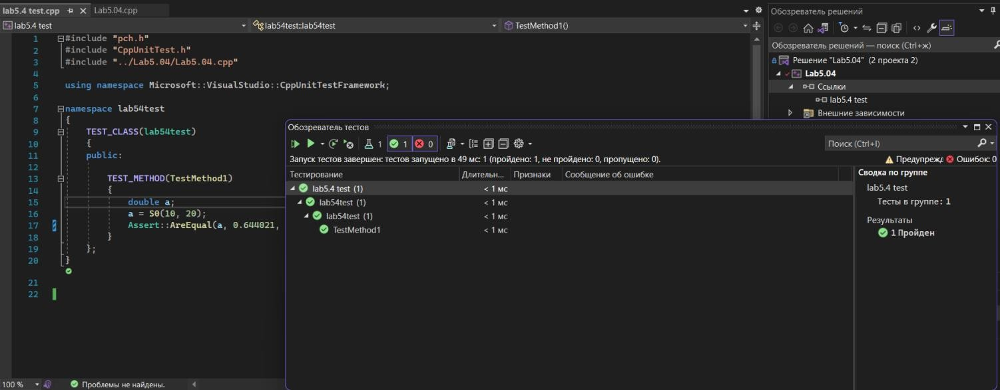 lab5.4 test.cpp Lab5.04.cpp
lab5.4 test lab54test::lab54test TestMethod1()
1 #include "pch.h"
2 #include "CppUnitTest.h"
3 #include "../Lab5.04/Lab5.04.cpp"
4
5 using namespace Microsoft::VisualStudio::CppUnitTestFramework;
6
7 namespace lab54test
8 {
9 TEST_CLASS(lab54test)
10 {
11 public:
12
13 TEST_METHOD(TestMethod1)
14 {
15 double a;
16 a = S0(10, 20);
17 Assert::AreEqual(a, 0.644021,
18 }
19 };
20 }
21
22
100 % Проблемы не найдены.
Обозреватель решений
Обозреватель решений — поиск (Ctrl+ж)
Решение "Lab5.04" (2 проекта 2)
Lab5.04
Ссылки
lab5.4 test
Внешние зависимости
Обозреватель тестов
1 1 0
Поиск (Ctrl+I)
Запуск тестов завершен: тестов запущено в 49 мс: 1 (пройдено: 1, не пройдено: 0, пропущено: 0).
Предупрежд Ошибок: 0
Тестирование Длительн... Признаки Сообщение об ошибке
lab5.4 test (1) < 1 мс
lab54test (1) < 1 мс
lab54test (1) < 1 мс
TestMethod1 < 1 мс
Сводка по группе
lab5.4 test
Тесты в группе: 1
Результаты
1 Пройден